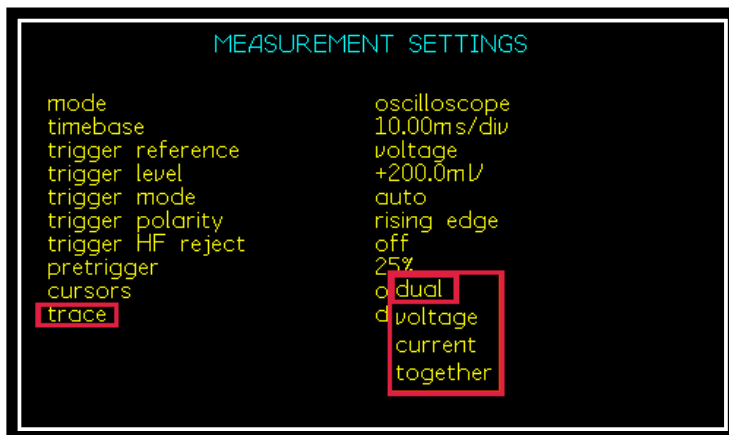 MEASUREMENT SETTINGS
mode oscilloscope
timebase 10.00ms/div
trigger reference voltage
trigger level +200.0mV
trigger mode auto
trigger polarity rising edge
trigger HF reject off
pretrigger 25%
cursors o
trace d
dual
voltage
current
together